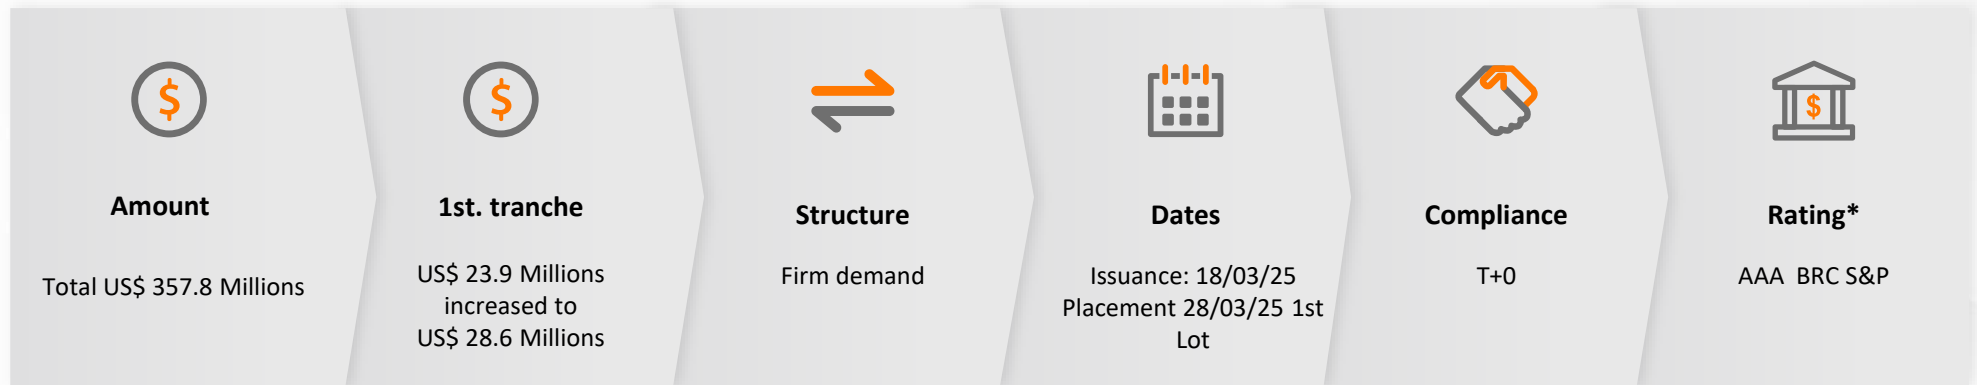 $
Amount
Total US$ 357.8 Millions
$
1st. tranche
US$ 23.9 Millions
increased to
US$ 28.6 Millions
Structure
Firm demand
Dates
Issuance: 18/03/25
Placement 28/03/25 1st
Lot
Compliance
T+0
$
Rating*
AAA  BRC S&P